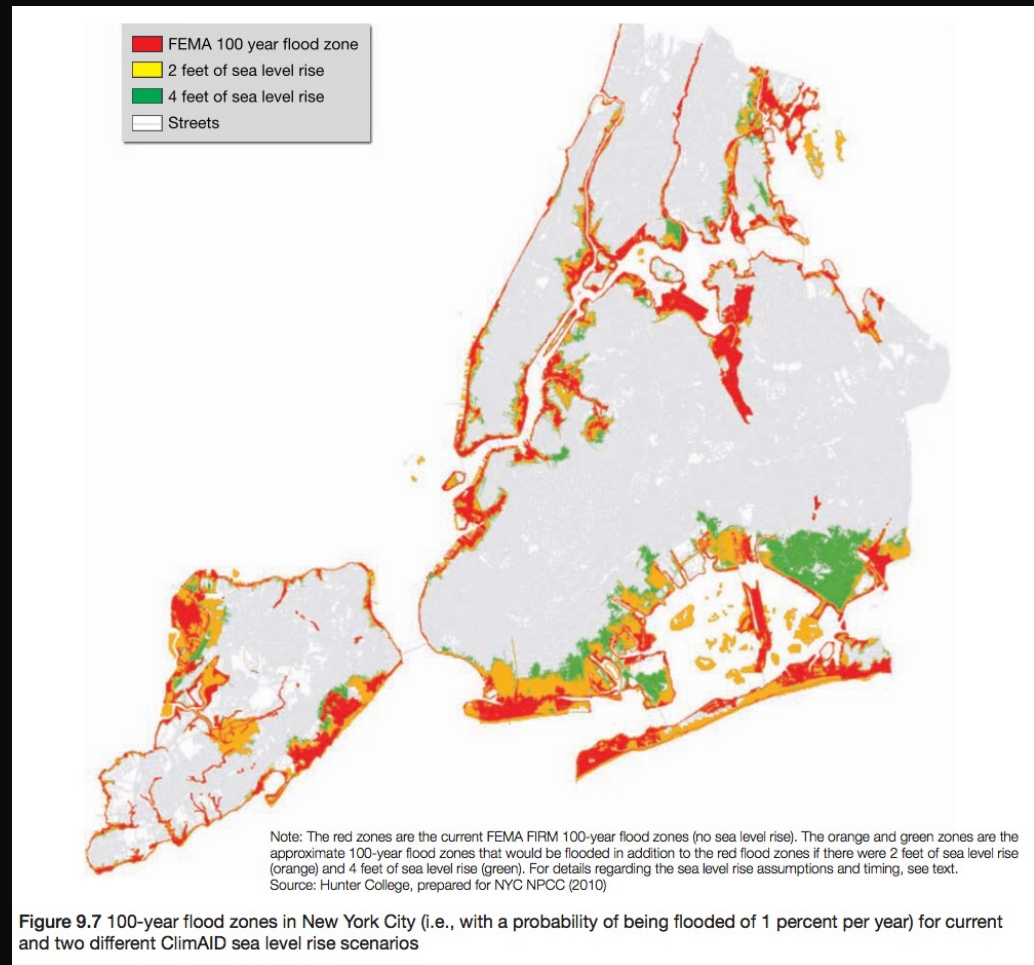 FEMA 100 year flood zone
2 feet of sea level rise
4 feet of sea level rise
Streets
Note: The red zones are the current FEMA FIRM 100-year flood zones (no sea level rise). The orange and green zones are the
approximate 100-year flood zones that would be flooded in addition to the red flood zones if there were 2 feet of sea level rise
(orange) and 4 feet of sea level rise (green). For details regarding the sea level rise assumptions and timing, see text.
Source: Hunter College, prepared for NYC NPCC (2010)
Figure 9.7 100-year flood zones in New York City (i.e., with a probability of being flooded of 1 percent per year) for current
and two different ClimAID sea level rise scenarios